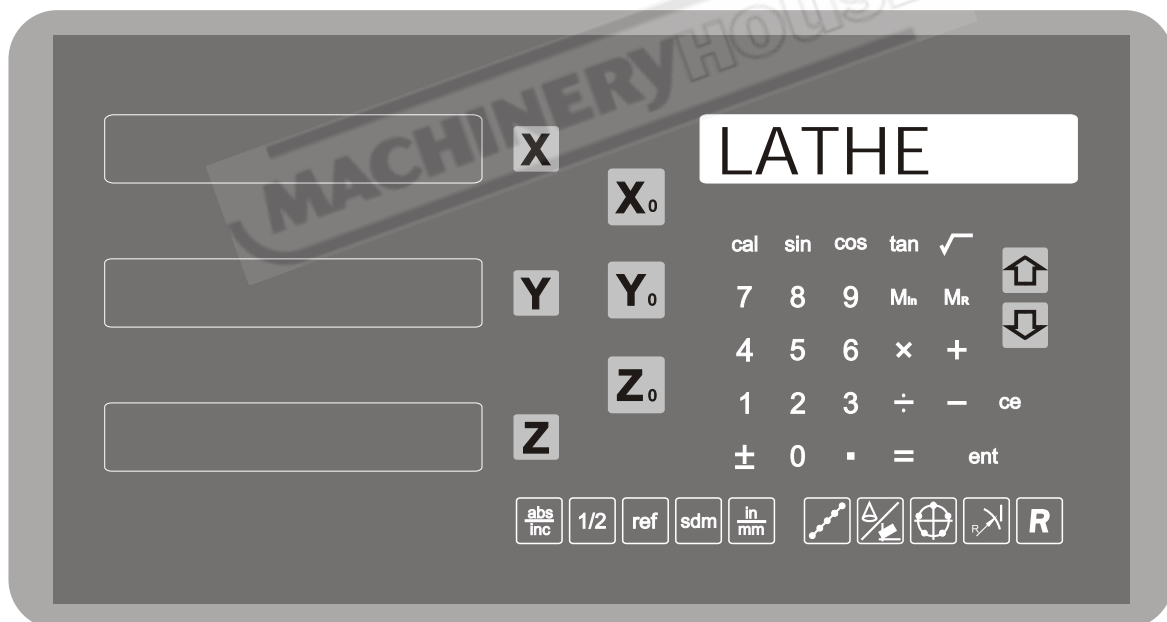 MACHINERYHOUSE
LATHE
X
X0
cal sin cos tan √
Y
Y0
7 8 9 MIn MR
4 5 6 × +
Z0
1 2 3 ÷ − ce
Z
± 0 . = ent
abs
inc
1/2 ref sdm
in
mm
R
R